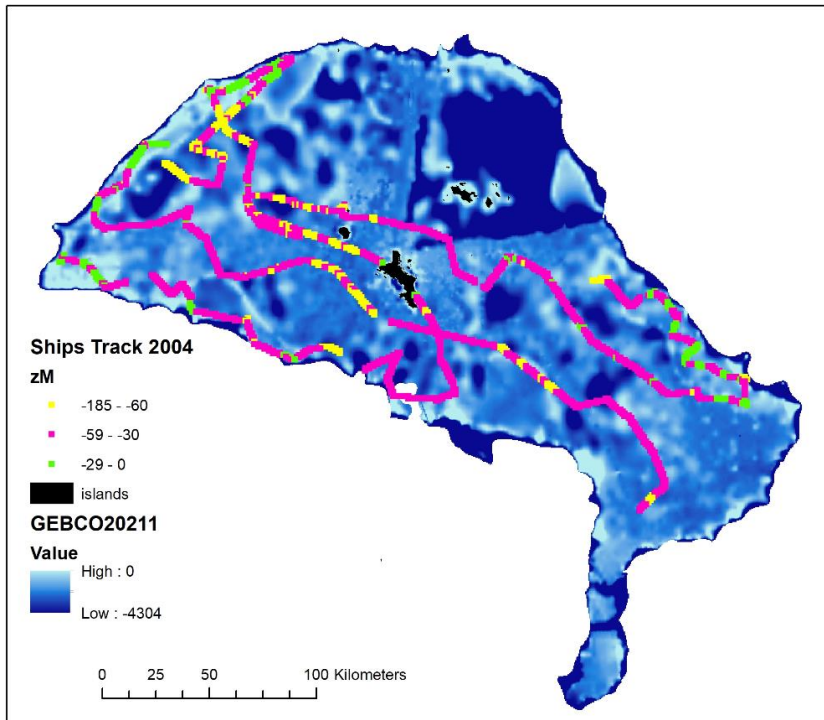 Ships Track 2004
zM
-185 - -60
-59 - -30
-29 - 0
islands
GEBCO20211
Value
High : 0
Low : -4304
0 25 50 100 Kilometers